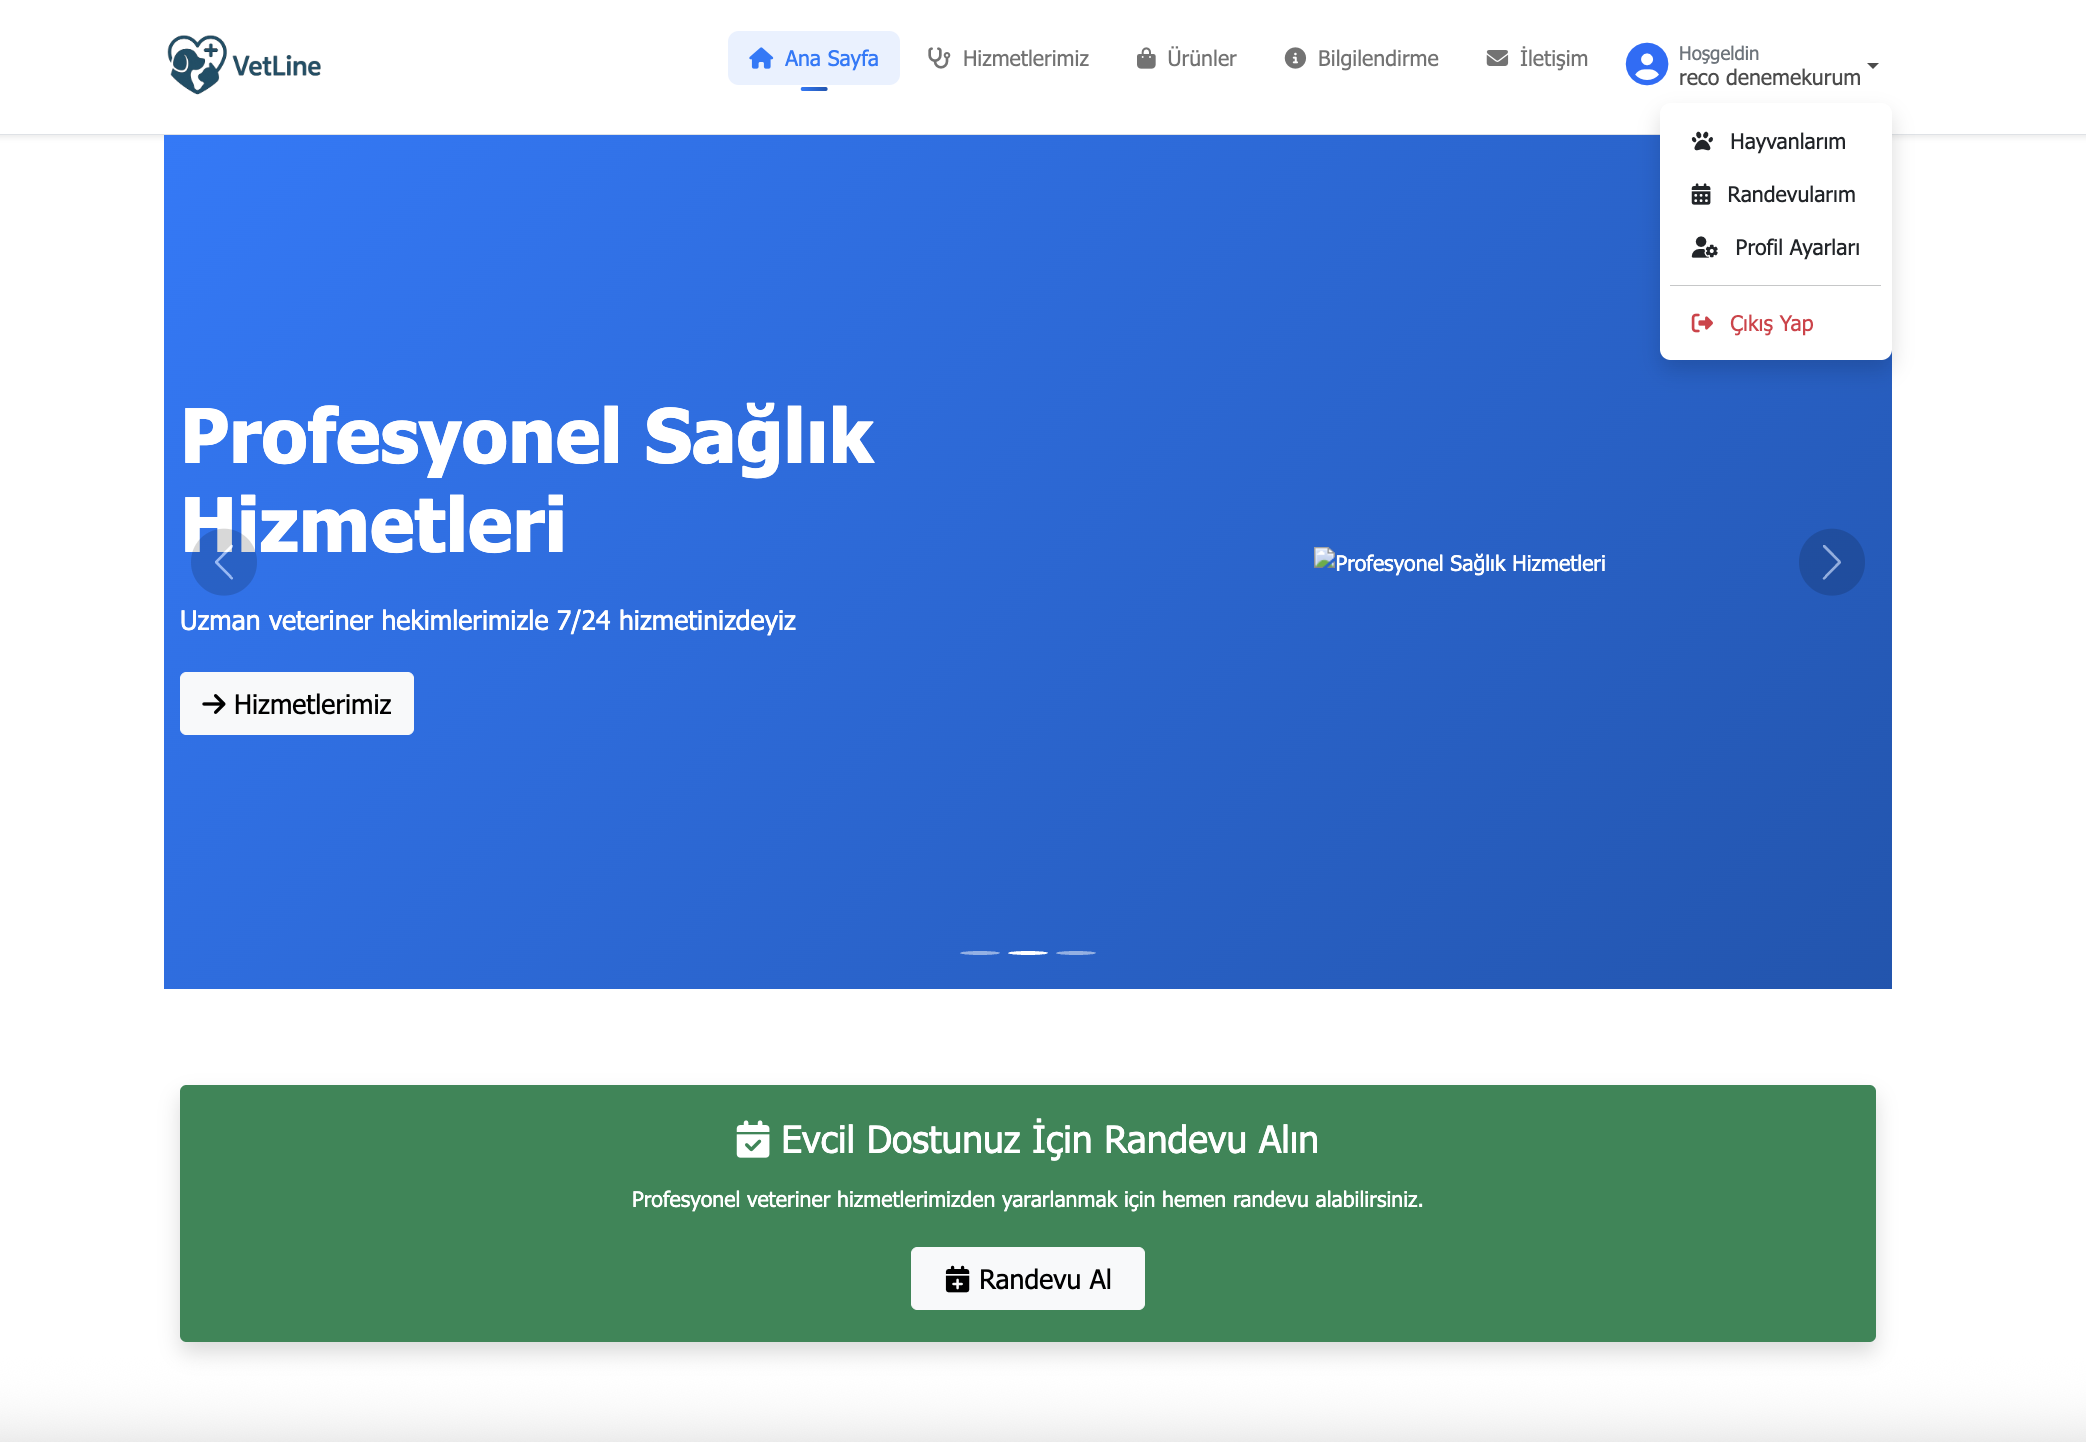 VetLine
Ana Sayfa
Hizmetlerimiz
Ürünler
Bilgilendirme
İletişim
Hoşgeldin
reco denemekurum
Hayvanlarım
Randevularım
Profil Ayarları
Çıkış Yap
Profesyonel Sağlık
Hizmetleri
Uzman veteriner hekimlerimizle 7/24 hizmetinizdeyiz
Hizmetlerimiz
Profesyonel Sağlık Hizmetleri
Evcil Dostunuz İçin Randevu Alın
Profesyonel veteriner hizmetlerimizden yararlanmak için hemen randevu alabilirsiniz.
Randevu Al